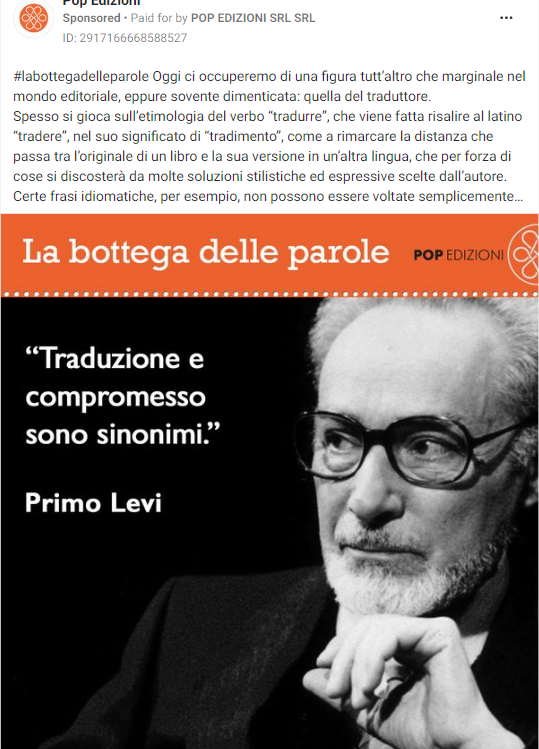 Pop Edizioni
Sponsored • Paid for by POP EDIZIONI SRL SRL
ID: 2917166668588527
#labottegadelleparole Oggi ci occuperemo di una figura tutt'altro che marginale nel
mondo editoriale, eppure sovente dimenticata: quella del traduttore.
Spesso si gioca sull'etimologia del verbo “tradurre”, che viene fatta risalire al latino
“tradere”, nel suo significato di “tradimento”, come a rimarcare la distanza che
passa tra l'originale di un libro e la sua versione in un'altra lingua, che per forza di
cose si discosterà da molte soluzioni stilistiche ed espressive scelte dall'autore.
Certe frasi idiomatiche, per esempio, non possono essere voltate semplicemente…
La bottega delle parole
POP EDIZIONI
“Traduzione e
compromesso
sono sinonimi.”
Primo Levi